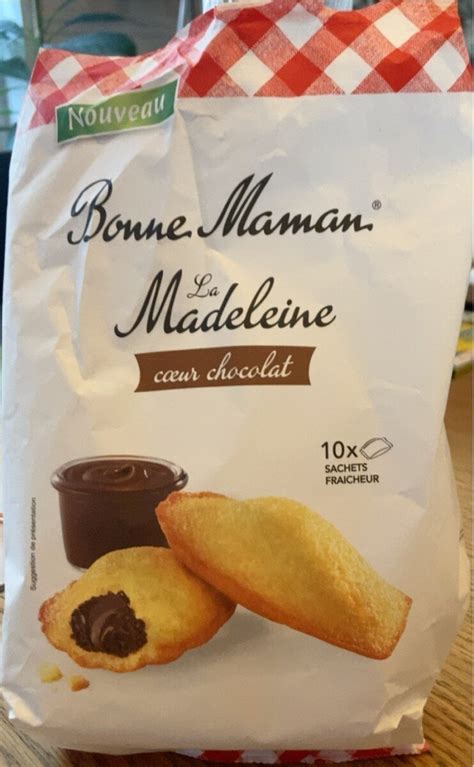 Nouveau
Bonne Maman®
La
Madeleine
cœur chocolat
10x
SACHETS
FRAICHEUR
Suggestion de présentation